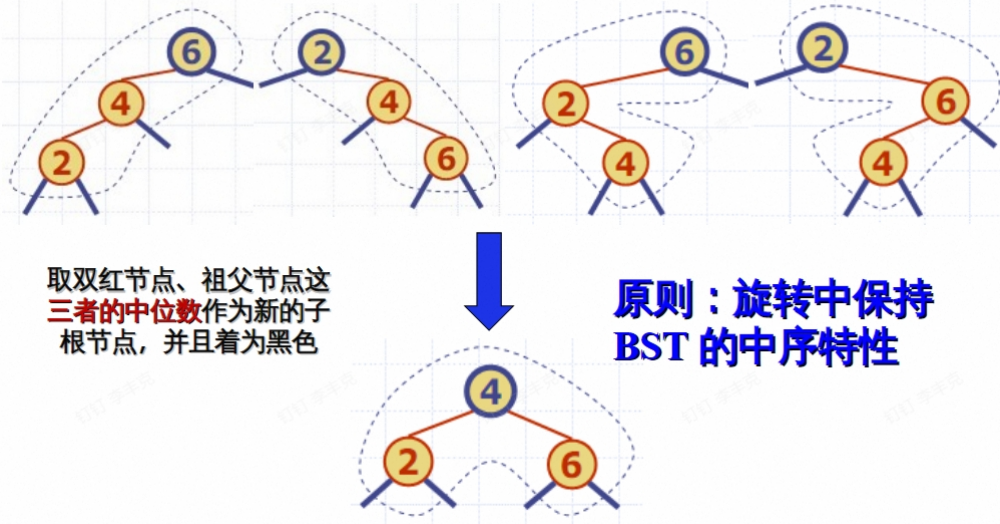 6 2 6 2
4 4 2 6
2 6 4 4
取双红节点、祖父节点这
三者的中位数作为新的子
根节点，并且着为黑色
原则：旋转中保持
BST 的中序特性
4
2 6